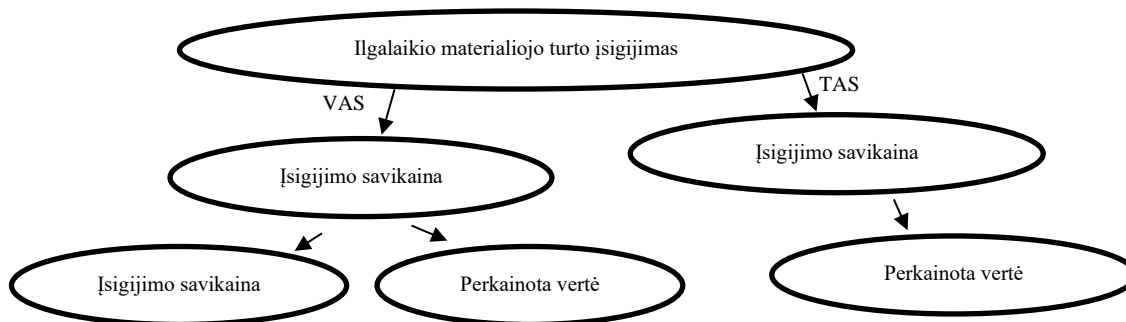 Ilgalaikio materialiojo turto įsigijimas
VAS
TAS
Įsigijimo savikaina
Įsigijimo savikaina
Įsigijimo savikaina
Perkainota vertė
Perkainota vertė